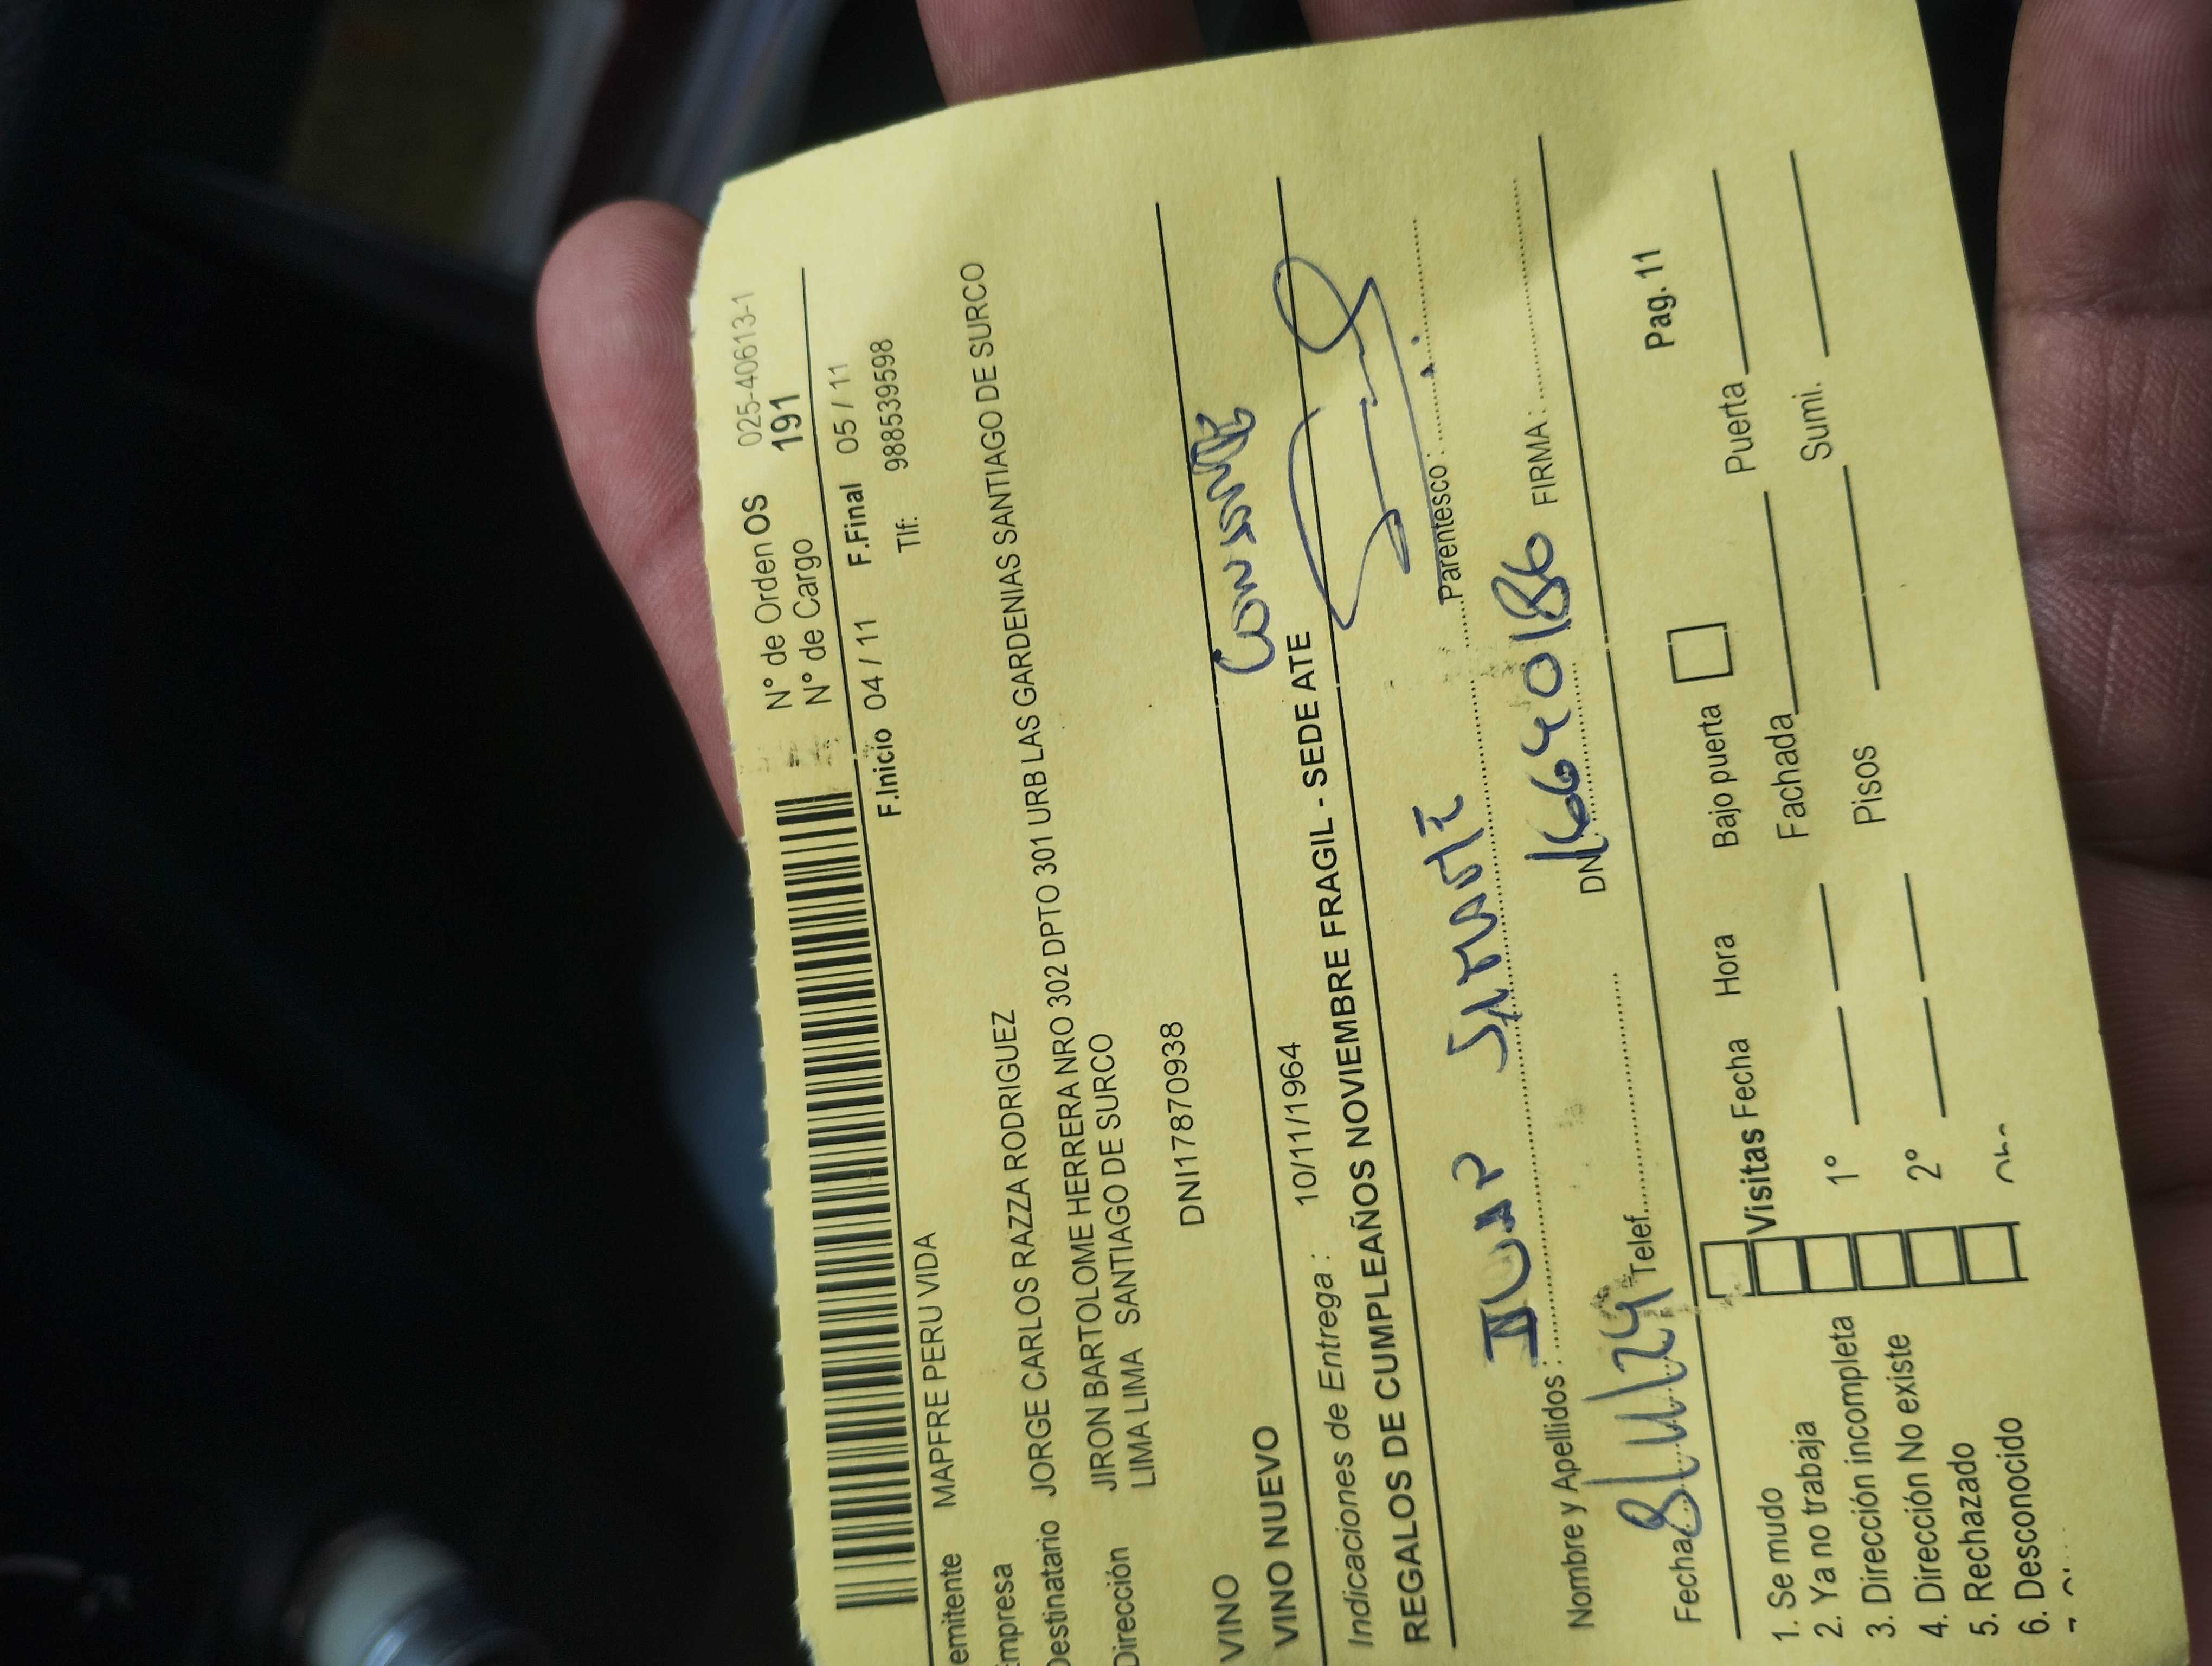 N° de Orden OS 025-40613-1
N° de Cargo 191
F.Inicio 04 / 11 F.Final 05 / 11
emitente MAPFRE PERU VIDA Tlf: 988539598
mpresa
Destinatario JORGE CARLOS RAZZA RODRIGUEZ
Dirección JIRON BARTOLOME HERRERA NRO 302 DPTO 301 URB LAS GARDENIAS SANTIAGO DE SURCO
LIMA LIMA SANTIAGO DE SURCO
DNI17870938
VINO
VINO NUEVO
Indicaciones de Entrega : 10/11/1964
REGALOS DE CUMPLEAÑOS NOVIEMBRE FRAGIL - SEDE ATE
Nombre y Apellidos : Parentesco :
Fecha 8/11/24 Telef. DNI 16640186 FIRMA :
Pag. 11
1. Se mudo
2. Ya no trabaja
3. Dirección incompleta
4. Dirección No existe
5. Rechazado
6. Desconocido
Visitas Fecha Hora
1°
2°
Bajo puerta
Fachada Puerta
Pisos Sumi.